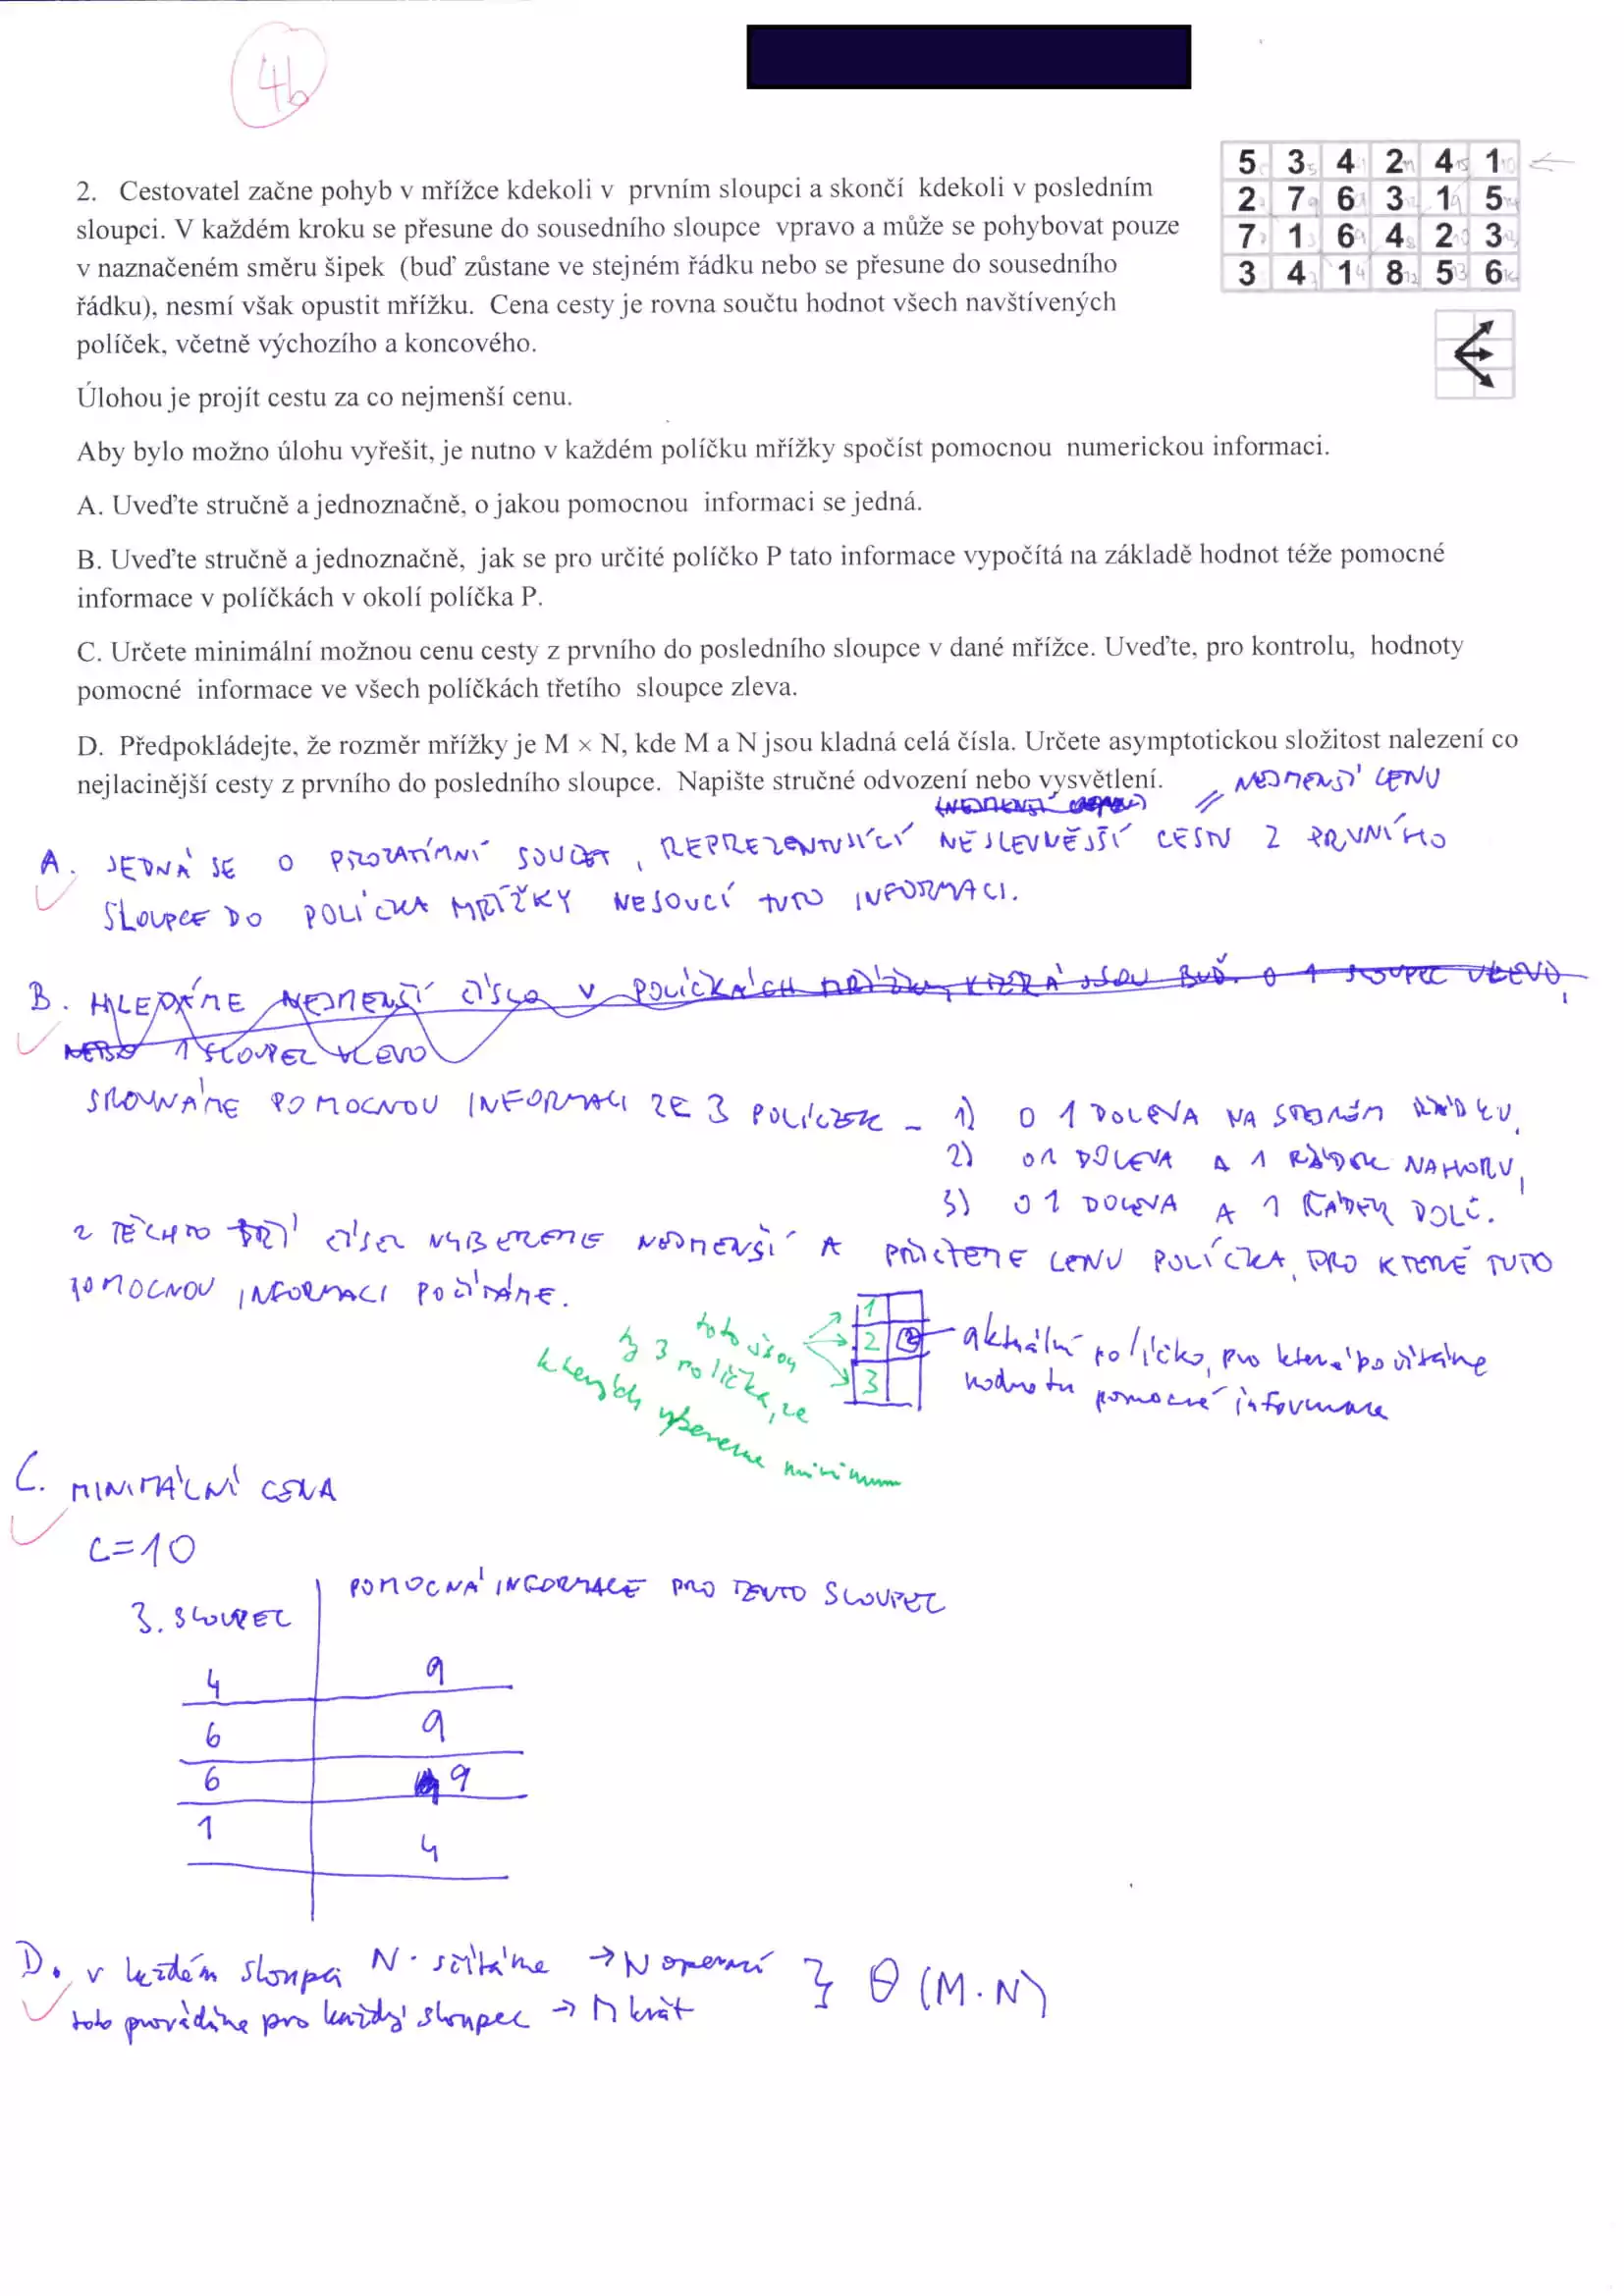 4b
5 3 4 2 4 1
2 7 6 3 1 5
7 1 6 4 2 3
3 4 1 8 5 6
2. Cestovatel začne pohyb v mřížce kdekoli v prvním sloupci a skončí kdekoli v posledním
sloupci. V každém kroku se přesune do sousedního sloupce vpravo a může se pohybovat pouze
v naznačeném směru šipek (buď zůstane ve stejném řádku nebo se přesune do sousedního
řádku), nesmí však opustit mřížku. Cena cesty je rovna součtu hodnot všech navštívených
políček, včetně výchozího a koncového.
Úlohou je projít cestu za co nejmenší cenu.
Aby bylo možno úlohu vyřešit, je nutno v každém políčku mřížky spočíst pomocnou numerickou informaci.
A. Uveďte stručně a jednoznačně, o jakou pomocnou informaci se jedná.
B. Uveďte stručně a jednoznačně, jak se pro určité políčko P tato informace vypočítá na základě hodnot téže pomocné
informace v políčkách v okolí políčka P.
C. Určete minimální možnou cenu cesty z prvního do posledního sloupce v dané mřížce. Uveďte, pro kontrolu, hodnoty
pomocné informace ve všech políčkách třetího sloupce zleva.
D. Předpokládejte, že rozměr mřížky je M × N, kde M a N jsou kladná celá čísla. Určete asymptotickou složitost nalezení co
nejlacinější cesty z prvního do posledního sloupce. Napište stručné odvození nebo vysvětlení.
= NEJMENŠÍ CENU
A. JEDNÁ SE O PROZATÍMNÍ SOUČET, REPREZENTUJÍCÍ NEJLEVNĚJŠÍ CESTU Z PRVNÍHO
SLOUPCE DO POLÍČKA MŘÍŽKY NESOUCÍ TUTO INFORMACI.
B. HLEDÁME NEJMENŠÍ ČÍSLO V POLÍČKÁCH MŘÍŽKY, KTERÁ JSOU BUĎ O 1 SLOUPEC VLEVO,
NEBO 1 SLOUPEC VLEVO
SROVNÁME POMOCNOU INFORMACI ZE 3 POLÍČEK - 1) O 1 DOLEVA NA STEJNÉM ŘÁDKU,
2) O 1 DOLEVA A 1 ŘÁDEK NAHORU,
3) O 1 DOLEVA A 1 ŘÁDEK DOLŮ.
Z TĚCHTO TŘÍ ČÍSEL VYBEREME NEJMENŠÍ A PŘIČTEME CENU POLÍČKA, PRO KTERÉ TUTO
POMOCNOU INFORMACI POČÍTÁME.
toto jsou
ty 3 políčka, ze
kterých vybereme minimum
1
2
3
aktuální políčko, pro které počítáme
hodnotu pomocné informace
C. MINIMÁLNÍ CENA
C=10
3. SLOUPEC POMOCNÁ INFORMACE PRO TENTO SLOUPEC
4 9
6 9
6 9
1 4
D. v každém sloupci N· sčítáme → N operací } Θ(M·N)
toto provádíme pro každý sloupec → M krát